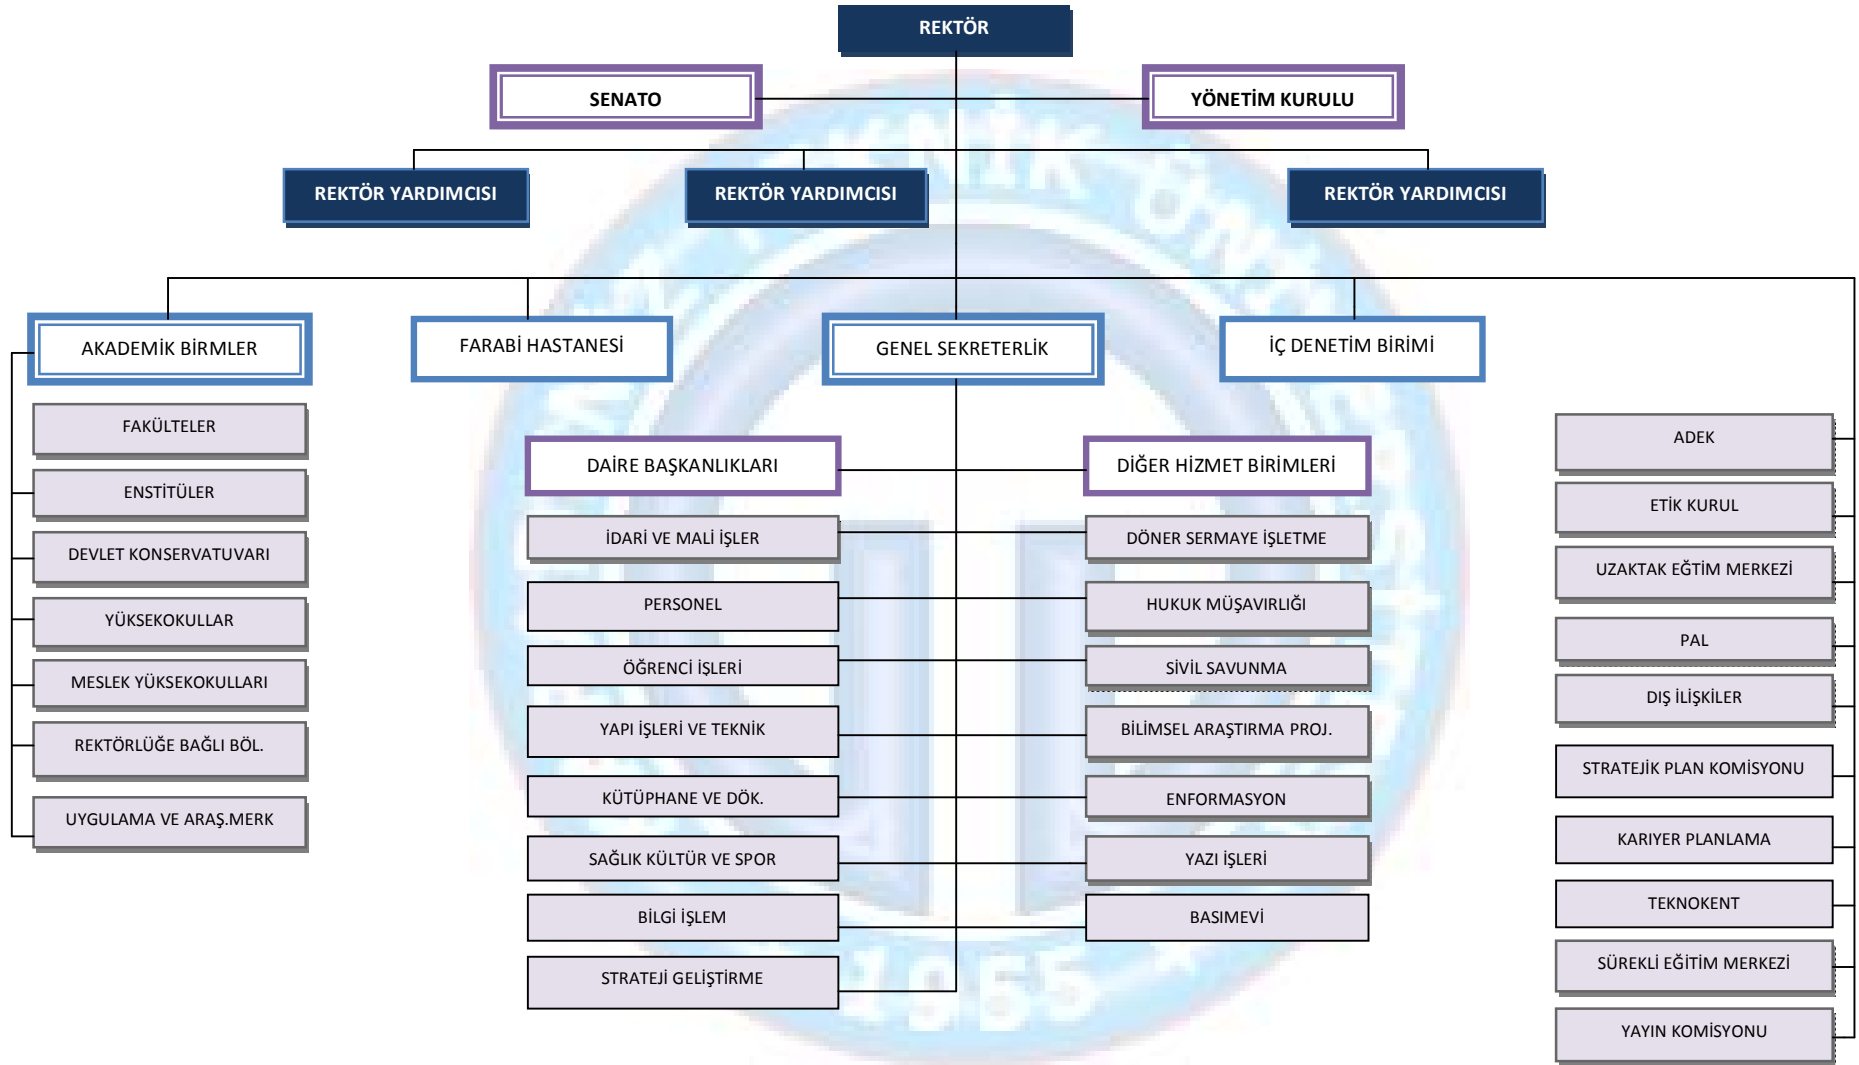 REKTÖR
SENATO
YÖNETİM KURULU
REKTÖR YARDIMCISI
REKTÖR YARDIMCISI
REKTÖR YARDIMCISI
AKADEMİK BİRMLER
FARABİ HASTANESİ
GENEL SEKRETERLİK
İÇ DENETİM BİRİMİ
FAKÜLTELER
ENSTİTÜLER
DEVLET KONSERVATUVARI
YÜKSEKOKULLAR
MESLEK YÜKSEKOKULLARI
REKTÖRLÜĞE BAĞLI BÖL.
UYGULAMA VE ARAŞ.MERK
DAİRE BAŞKANLIKLARI
İDARİ VE MALİ İŞLER
PERSONEL
ÖĞRENCİ İŞLERİ
YAPI İŞLERİ VE TEKNİK
KÜTÜPHANE VE DÖK.
SAĞLIK KÜLTÜR VE SPOR
BİLGİ İŞLEM
STRATEJİ GELİŞTİRME
DİĞER HİZMET BİRİMLERİ
DÖNER SERMAYE İŞLETME
HUKUK MÜŞAVIRLIĞI
SİVİL SAVUNMA
BİLİMSEL ARAŞTIRMA PROJ.
ENFORMASYON
YAZI İŞLERİ
BASIMEVİ
ADEK
ETİK KURUL
UZAKTAK EĞTİM MERKEZİ
PAL
DIŞ İLİŞKİLER
STRATEJİK PLAN KOMİSYONU
KARIYER PLANLAMA
TEKNOKENT
SÜREKLİ EĞİTİM MERKEZİ
YAYIN KOMİSYONU
1955